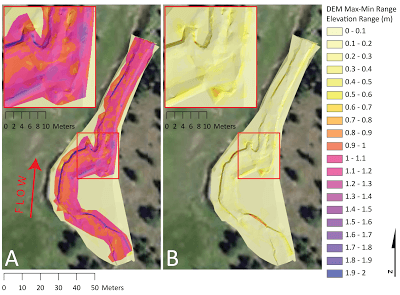 DEM Max-Min Range
Elevation Range (m)
0 - 0.1
0.1 - 0.2
0.2 - 0.3
0.3 - 0.4
0.4 - 0.5
0.5 - 0.6
0.6 - 0.7
0.7 - 0.8
0.8 - 0.9
0.9 - 1
1 - 1.1
1.1 - 1.2
1.2 - 1.3
1.3 - 1.4
1.4 - 1.5
1.5 - 1.6
1.6 - 1.7
1.7 - 1.8
1.8 - 1.9
1.9 - 2
0 2 4 6 8 10 Meters
0 2 4 6 8 10 Meters
Flow
A
B
0 10 20 30 40 50 Meters
z